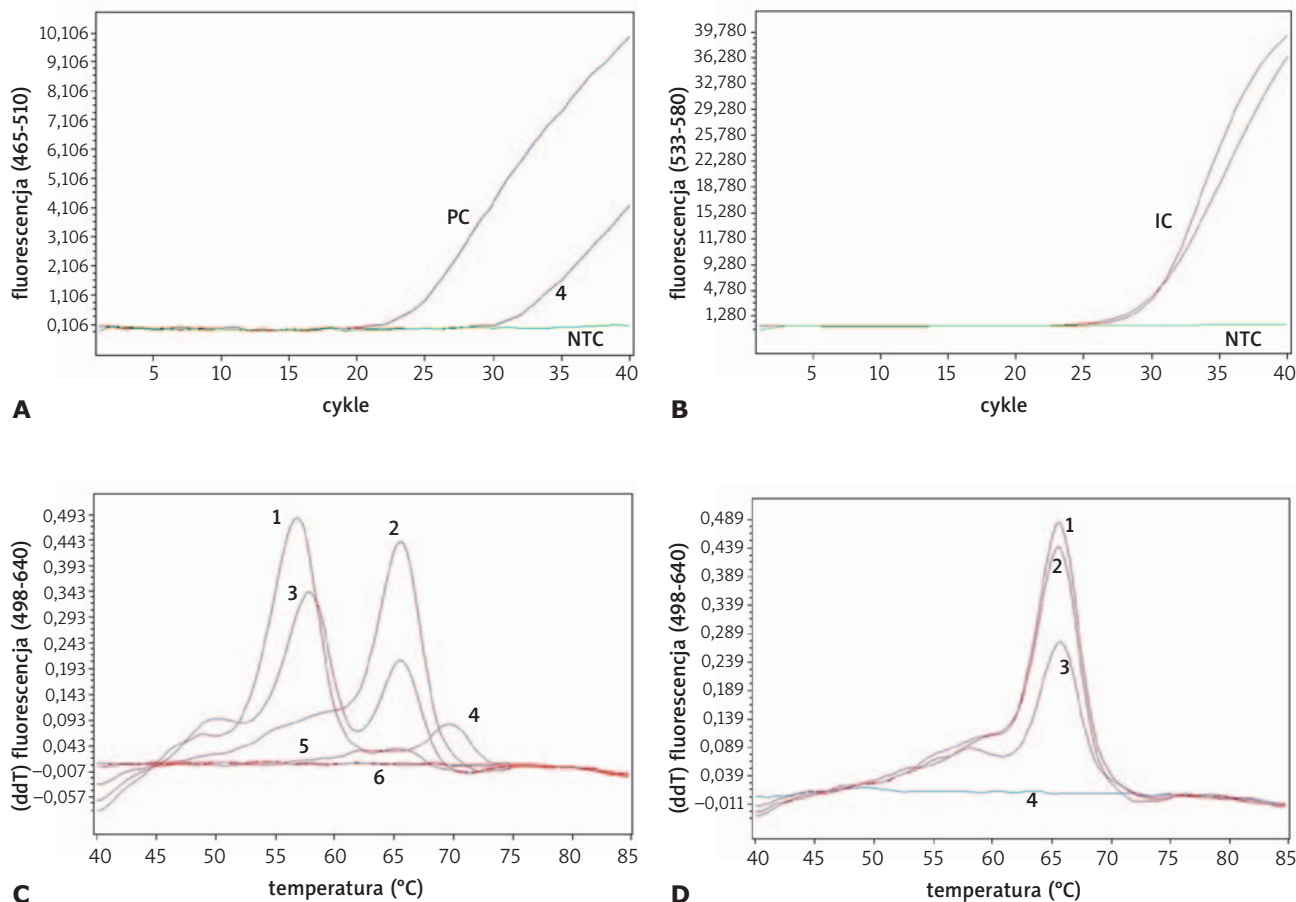 fluorescencja (465-510)
10,106
9,106
8,106
7,106
6,106
5,106
4,106
3,106
2,106
1,106
0,106
PC
4
NTC
5 10 15 20 25 30 35 40
cykle
A
fluorescencja (533-580)
39,780
36,280
32,780
29,280
25,780
22,280
18,780
15,280
11,780
9,280
4,780
1,280
IC
NTC
5 10 15 20 25 30 35 40
cykle
B
(ddT) fluorescencja (498-640)
0,493
0,443
0,393
0,343
0,293
0,243
0,193
0,143
0,093
0,043
–0,007
–0,057
1
2
3
4
5
6
40 45 50 55 60 65 70 75 80 85
temperatura (°C)
C
(ddT) fluorescencja (498-640)
0,489
0,439
0,389
0,339
0,289
0,239
0,189
0,139
0,089
0,039
–0,011
1
2
3
4
40 45 50 55 60 65 70 75 80 85
temperatura (°C)
D